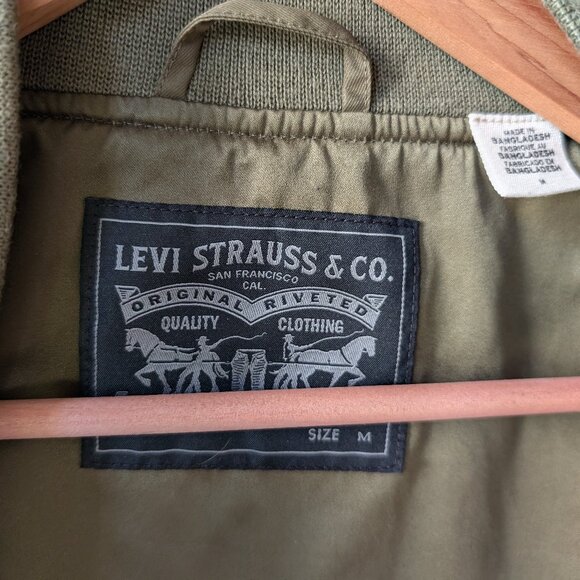 MADE IN
BANGLADESH
FABRIQUÉ AU
BANGLADESH
FABRICADO EN
BANGLADESH
M
LEVI STRAUSS & CO.
SAN FRANCISCO
CAL.
ORIGINAL RIVETED
QUALITY CLOTHING
SIZE M